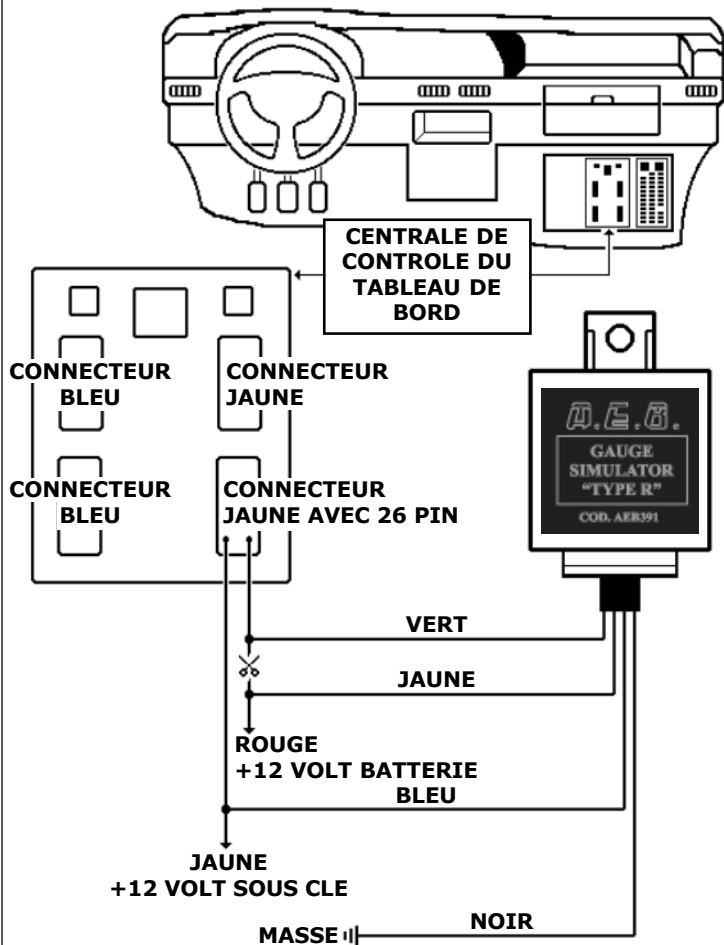 CENTRALE DE
CONTROLE DU
TABLEAU DE
BORD
CONNECTEUR
BLEU
CONNECTEUR
JAUNE
CONNECTEUR
BLEU
CONNECTEUR
JAUNE AVEC 26 PIN
A.E.B.
GAUGE
SIMULATOR
“TYPE R”
COD. AEB391
VERT
JAUNE
ROUGE
+12 VOLT BATTERIE
BLEU
JAUNE
+12 VOLT SOUS CLE
NOIR
MASSE